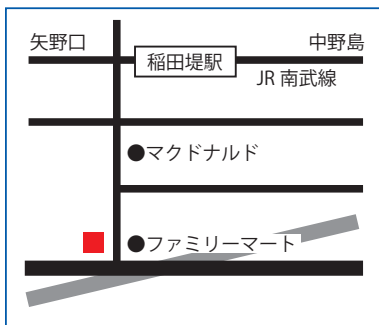 矢野口
中野島
稲田堤駅
JR 南武線
●マクドナルド
●ファミリーマート